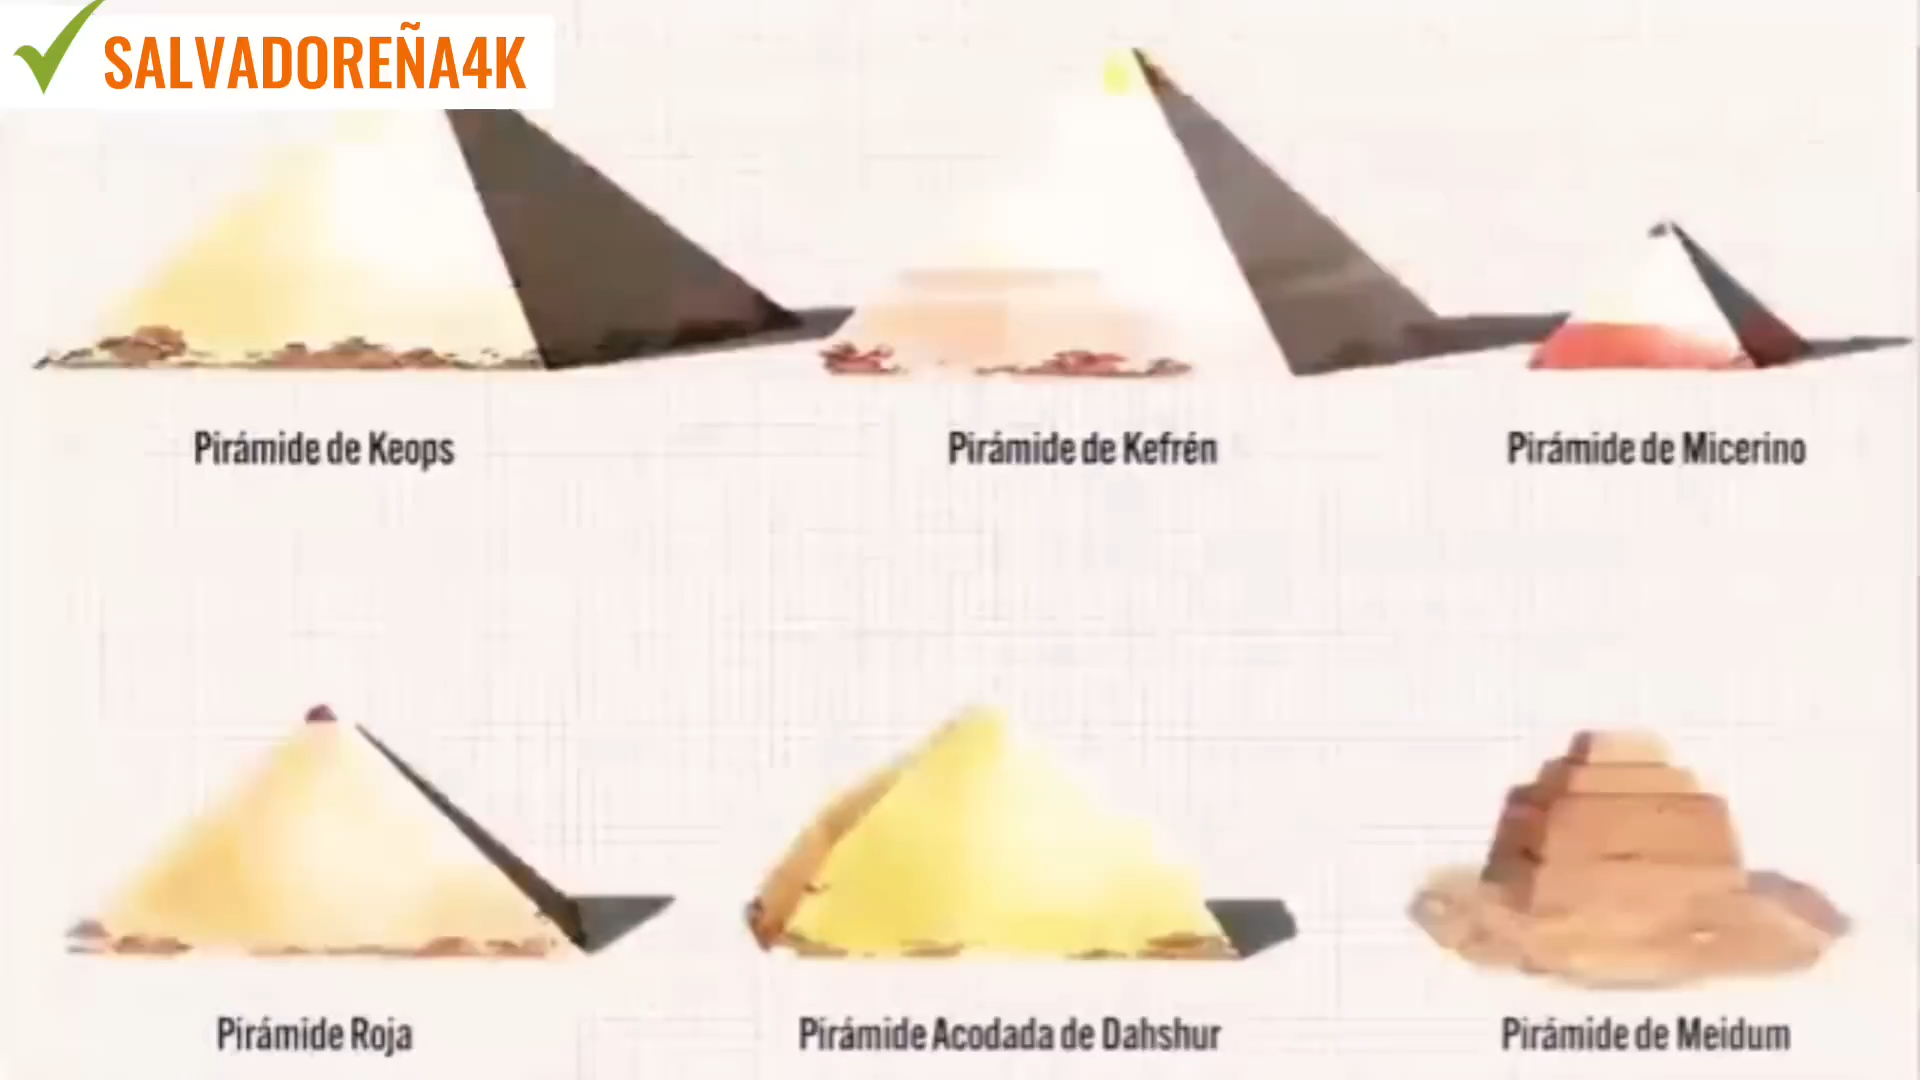 SALVADOREÑA4K
Pirámide de Keops
Pirámide de Kefrén
Pirámide de Micerino
Pirámide Roja
Pirámide Acodada de Dahshur
Pirámide de Meidum